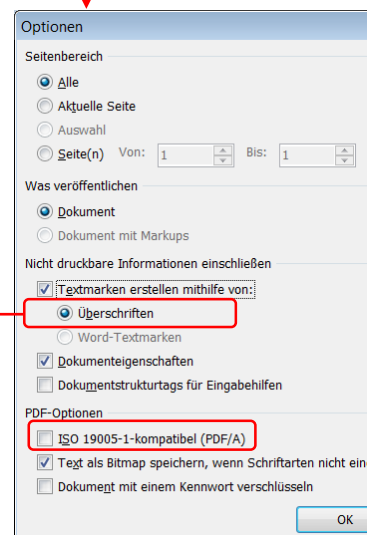 Optionen
Seitenbereich
Alle
Aktuelle Seite
Auswahl
Seite(n) Von: 1 Bis: 1
Was veröffentlichen
Dokument
Dokument mit Markups
Nicht druckbare Informationen einschließen
Textmarken erstellen mithilfe von:
Überschriften
Word-Textmarken
Dokumenteigenschaften
Dokumentstrukturtags für Eingabehilfen
PDF-Optionen
ISO 19005-1-kompatibel (PDF/A)
Text als Bitmap speichern, wenn Schriftarten nicht ein
Dokument mit einem Kennwort verschlüsseln
OK